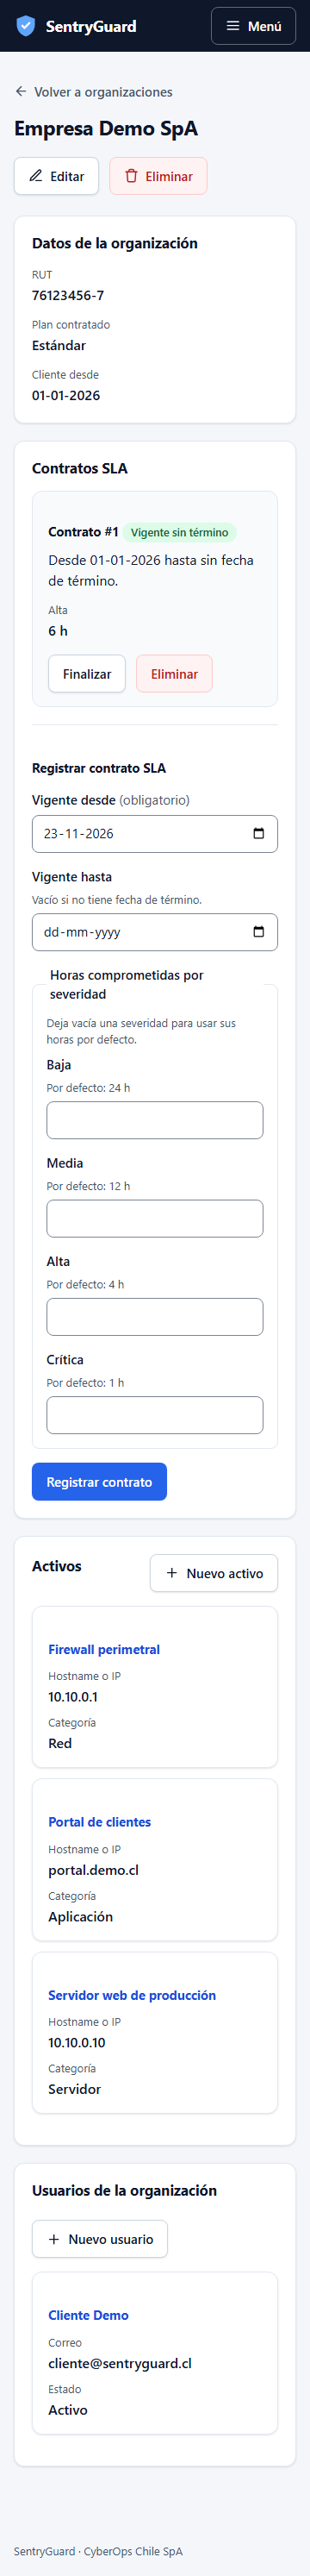 SentryGuard
Menú
Volver a organizaciones
Empresa Demo SpA
Editar
Eliminar
Datos de la organización
RUT
76123456-7
Plan contratado
Estándar
Cliente desde
01-01-2026
Contratos SLA
Contrato #1 Vigente sin término
Desde 01-01-2026 hasta sin fecha
de término.
Alta
6 h
Finalizar
Eliminar
Registrar contrato SLA
Vigente desde (obligatorio)
23-11-2026
Vigente hasta
Vacío si no tiene fecha de término.
dd-mm-yyyy
Horas comprometidas por
severidad
Deja vacía una severidad para usar sus
horas por defecto.
Baja
Por defecto: 24 h
Media
Por defecto: 12 h
Alta
Por defecto: 4 h
Crítica
Por defecto: 1 h
Registrar contrato
Activos
Nuevo activo
Firewall perimetral
Hostname o IP
10.10.0.1
Categoría
Red
Portal de clientes
Hostname o IP
portal.demo.cl
Categoría
Aplicación
Servidor web de producción
Hostname o IP
10.10.0.10
Categoría
Servidor
Usuarios de la organización
Nuevo usuario
Cliente Demo
Correo
cliente@sentryguard.cl
Estado
Activo
SentryGuard · CyberOps Chile SpA